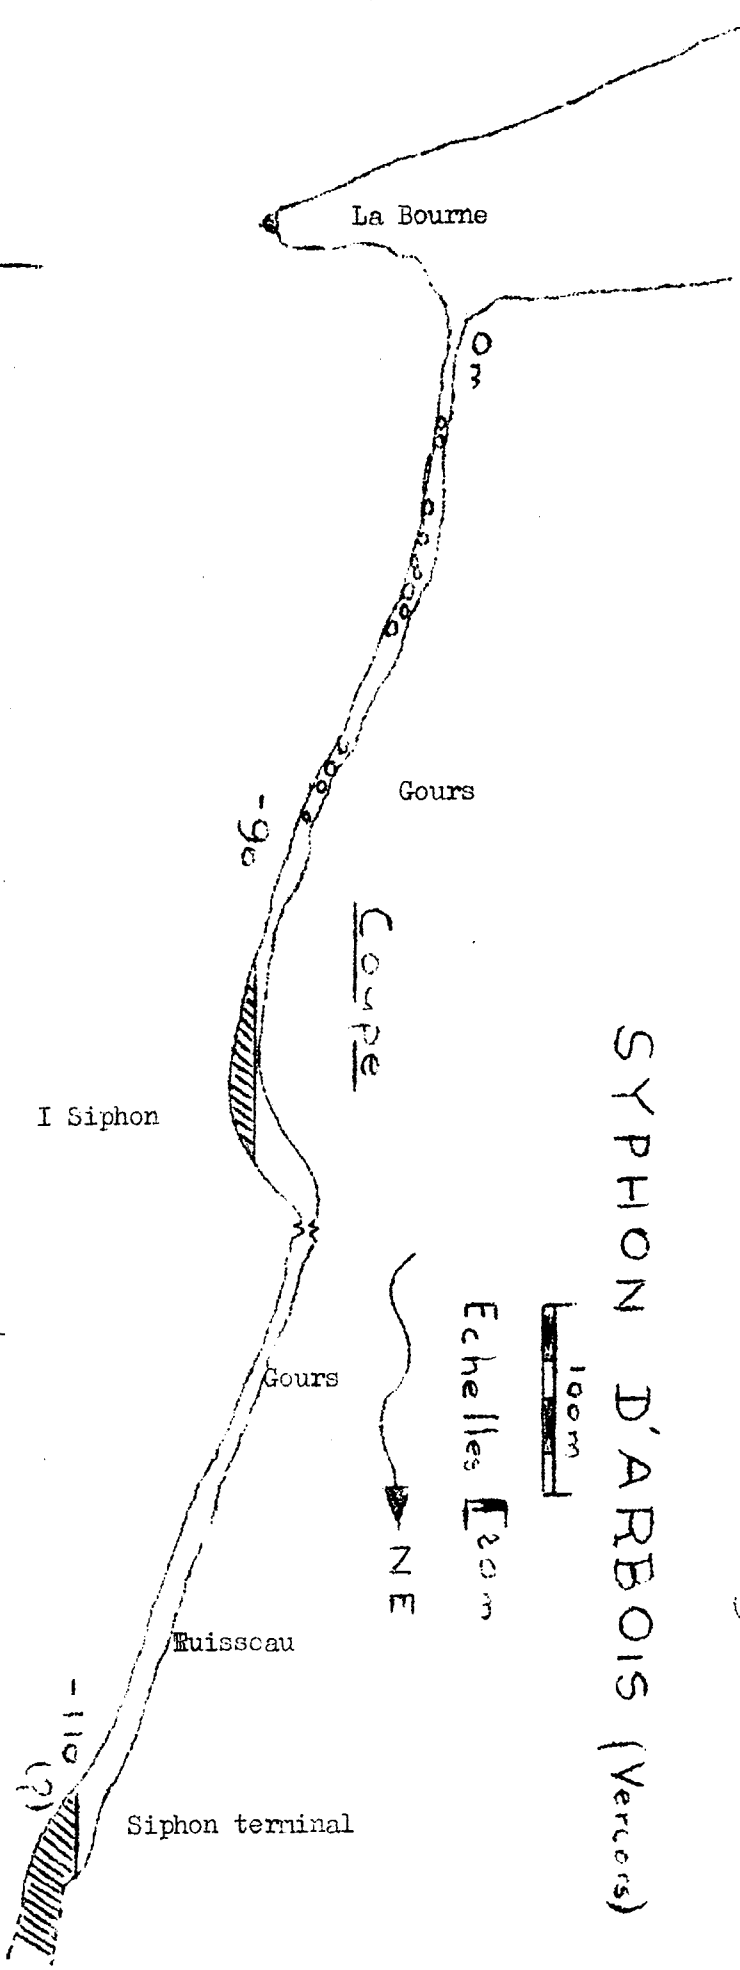 La Bourne
0m
Gours
-90
Coupe
I Siphon
SYPHON D'ARBOIS (Vercors)
100m
Echelles 20m
NE
Gours
Ruisseau
-110
(?)
Siphon terminal